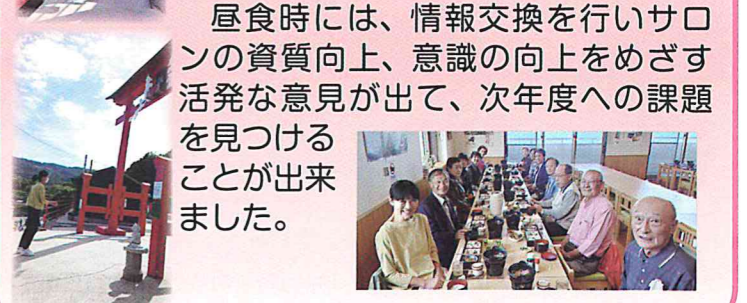 昼食時には、情報交換を行いサロ
ンの資質向上、意識の向上をめざす
活発な意見が出て、次年度への課題
を見つける
ことが出来
ました。